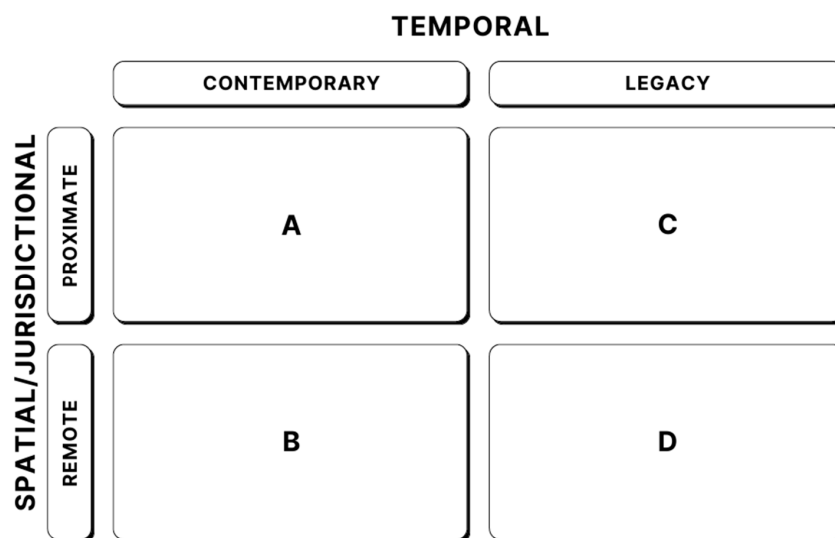 TEMPORAL
CONTEMPORARY
LEGACY
SPATIAL/JURISDICTIONAL
PROXIMATE
A
C
REMOTE
B
D